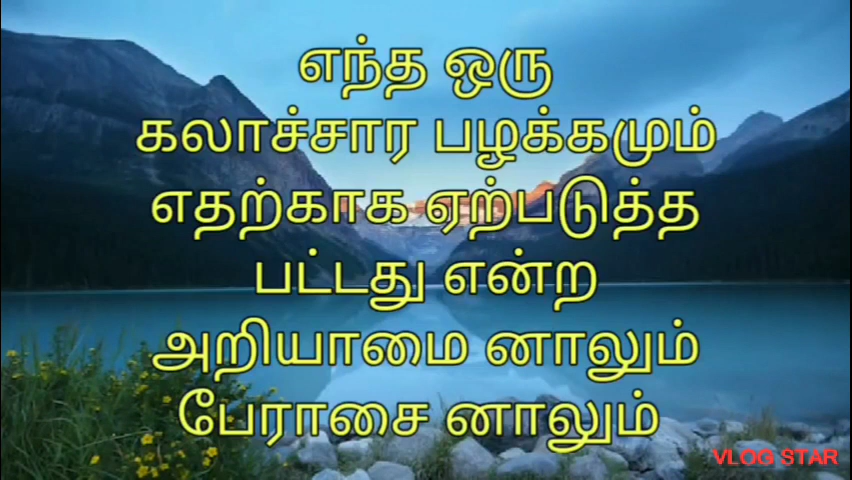 எந்த ஒரு
கலாச்சார பழக்கமும்
எதற்காக ஏற்படுத்த
பட்டது என்ற
அறியாமை னாலும்
பேராசை னாலும்
VLOG STAR